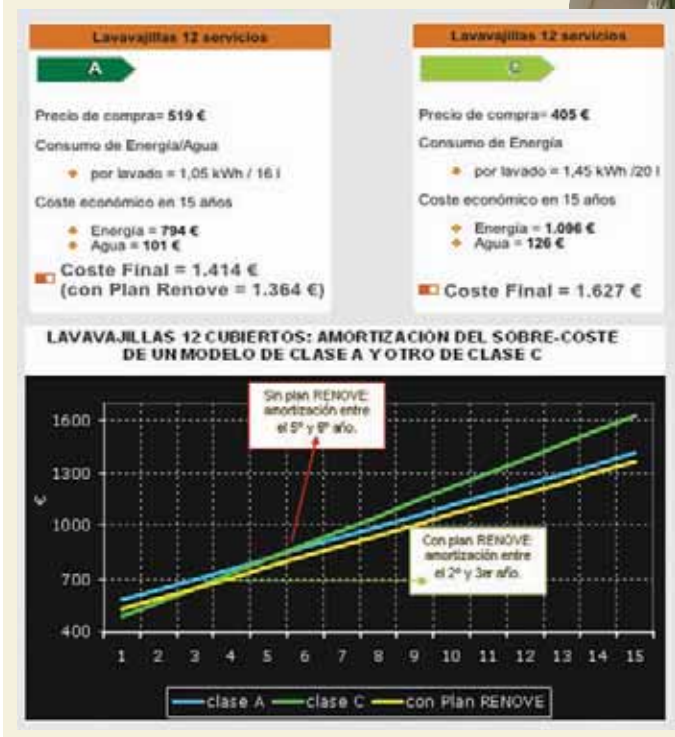 Lavavajillas 12 servicios
A
Precio de compra= 519 €
Consumo de Energía/Agua
por lavado = 1,05 kWh / 16 l
Coste económico en 15 años
Energía = 794 €
Agua = 101 €
Coste Final = 1.414 €
(con Plan Renove = 1.364 €)
Lavavajillas 12 servicios
C
Precio de compra= 405 €
Consumo de Energía
por lavado = 1,45 kWh /20 l
Coste económico en 15 años
Energía = 1.096 €
Agua = 126 €
Coste Final = 1.627 €
LAVAVAJILLAS 12 CUBIERTOS: AMORTIZACION DEL SOBRE-COSTE
DE UN MODELO DE CLASE A Y OTRO DE CLASE C
Sin plan RENOVE:
amortización entre
el 5º y 6º año.
Con plan RENOVE:
amortización entre
el 2º y 3er año.
€
1600
1300
1000
700
400
1 2 3 4 5 6 7 8 9 10 11 12 13 14 15
clase A clase C con Plan RENOVE